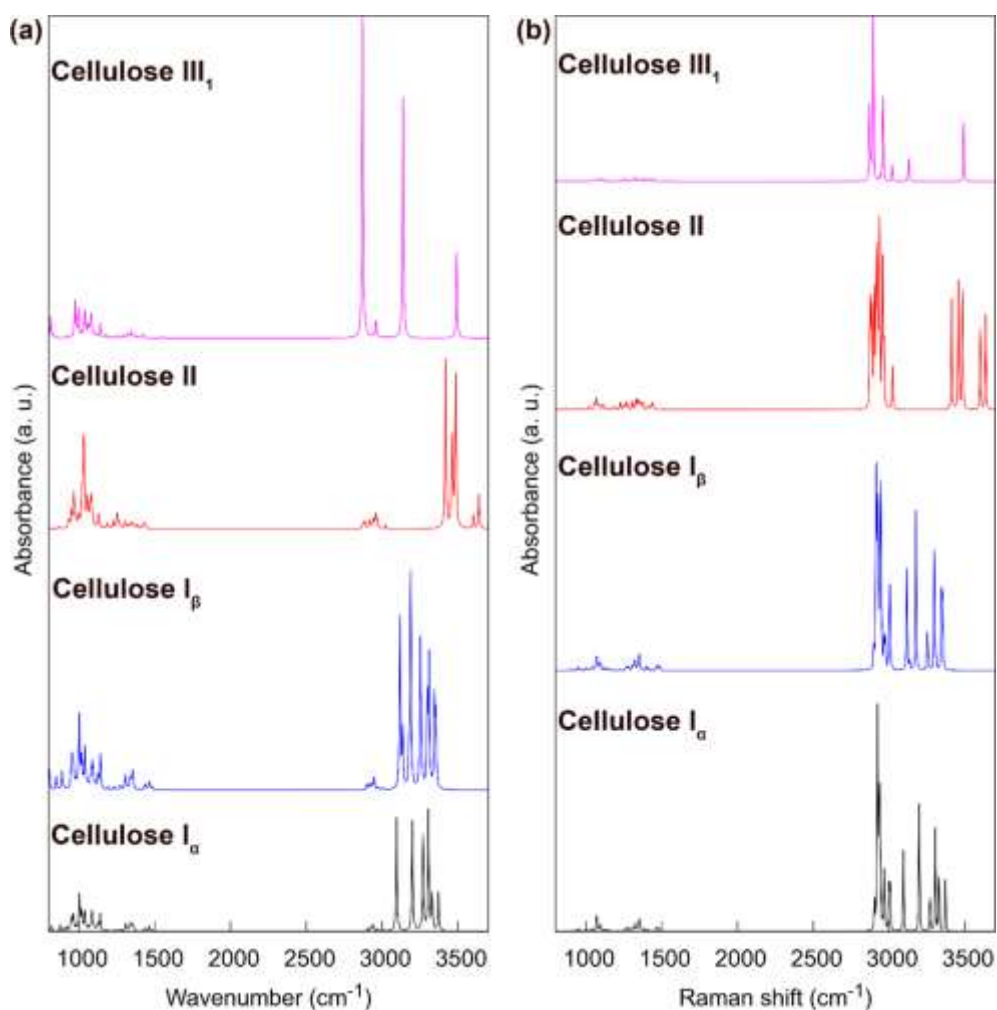 (a)
Cellulose III₁
Cellulose II
Cellulose Iᵦ
Cellulose Iα
Absorbance (a. u.)
1000 1500 2000 2500 3000 3500
Wavenumber (cm⁻¹)
(b)
Cellulose III₁
Cellulose II
Cellulose Iᵦ
Cellulose Iα
Absorbance (a. u.)
1000 1500 2000 2500 3000 3500
Raman shift (cm⁻¹)